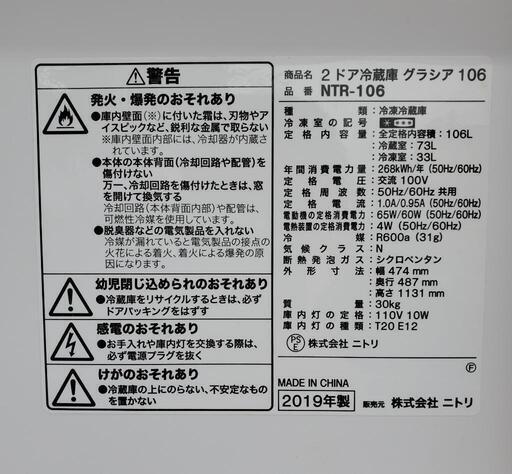 ⚠警告
発火・爆発のおそれあり
●庫内壁面(※)に付いた霜は、刃物やア
イスピックなど、鋭利な金属で取らない
※庫内壁面内部には、冷却器が内蔵さ
れています。
●本体の本体背面(冷却回路や配管)を
傷付けない
万一、冷却回路を傷付けたときは、窓
を開けて換気する
冷却回路(本体背面内部)や配管は、
可燃性冷媒を使用しています。
●脱臭器などの電気製品を入れない
冷媒が漏れていると電気製品の接点の
火花による着火、着火による爆発の原
因になります。
幼児閉じ込められのおそれあり
●冷蔵庫をリサイクルするときは、必ず
ドアパッキングをはずす
感電のおそれあり
●お手入れや庫内灯を交換する際は、
必ず電源プラグを抜く
けがのおそれあり
●冷蔵庫の上にのらない、不安定なもの
を置かない
商品名 2ドア冷蔵庫 グラシア 106
品番 NTR-106
種類:冷凍冷蔵庫
冷凍室の記号
定格内容積:全定格内容積:106L
:冷蔵室:73L
:冷凍室:33L
年間消費電力量:268kWh/年(50Hz/60Hz)
定格電圧:交流 100V
定格周波数:50Hz/60Hz 共用
定格電流:1.0A/0.95A (50Hz/60Hz)
電動機の定格消費電力:65W/60W (50Hz/60Hz)
電熱装置の定格消費電力:4W (50Hz/60Hz)
冷媒:R600a (31g)
気候クラス:N
断熱発泡ガス:シクロペンタン
外形寸法:幅 474 mm
:奥行 487 mm
:高さ 1131 mm
質量:30kg
庫内灯の定格:110V 10W
庫内灯の種類:T20 E12
PSE 株式会社 ニトリ
Ⓕ
MADE IN CHINA
2019年製 販売元 株式会社 ニトリ